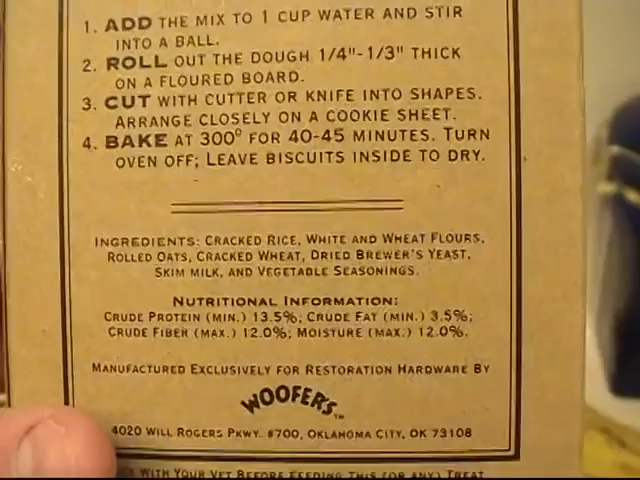 1. ADD THE MIX TO 1 CUP WATER AND STIR
INTO A BALL.
2. ROLL OUT THE DOUGH 1/4"-1/3" THICK
ON A FLOURED BOARD.
3. CUT WITH CUTTER OR KNIFE INTO SHAPES.
ARRANGE CLOSELY ON A COOKIE SHEET.
4. BAKE AT 300° FOR 40-45 MINUTES. TURN
OVEN OFF; LEAVE BISCUITS INSIDE TO DRY.
INGREDIENTS: CRACKED RICE, WHITE AND WHEAT FLOURS,
ROLLED OATS, CRACKED WHEAT, DRIED BREWER'S YEAST,
SKIM MILK, AND VEGETABLE SEASONINGS.
NUTRITIONAL INFORMATION:
CRUDE PROTEIN (MIN.) 13.5%; CRUDE FAT (MIN.) 3.5%;
CRUDE FIBER (MAX.) 12.0%; MOISTURE (MAX.) 12.0%.
MANUFACTURED EXCLUSIVELY FOR RESTORATION HARDWARE BY
WOOFER'S™
4020 WILL ROGERS PKWY. #700, OKLAHOMA CITY, OK 73108
WITH YOUR VET BEFORE FEEDING THIS (OR ANY) TREAT